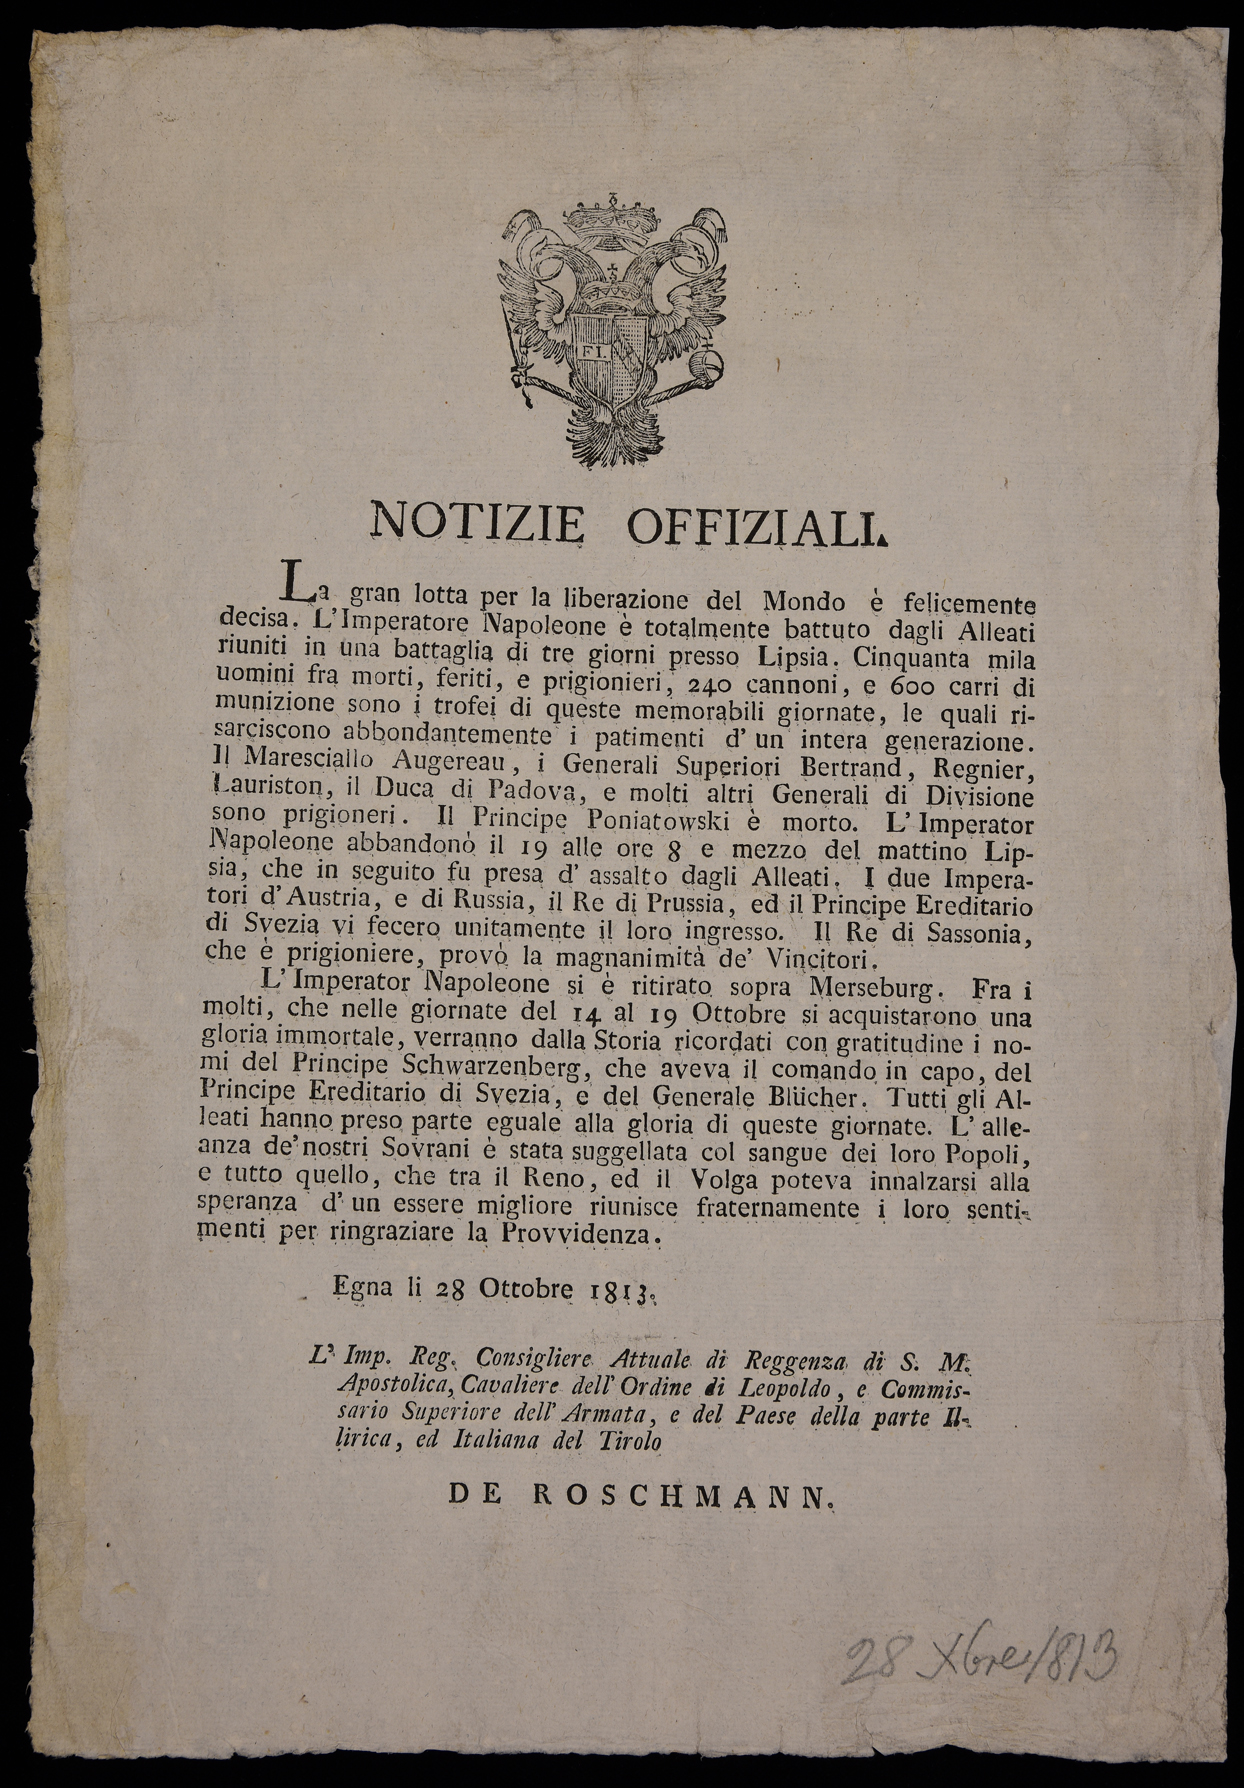 FI.
NOTIZIE OFFIZIALI.
La gran lotta per la liberazione del Mondo è felicemente
decisa. L'Imperatore Napoleone è totalmente battuto dagli Alleati
riuniti in una battaglia di tre giorni presso Lipsia. Cinquanta mila
uomini fra morti, feriti, e prigionieri, 240 cannoni, e 600 carri di
munizione sono i trofei di queste memorabili giornate, le quali ri-
sarciscono abbondantemente i patimenti d' un intera generazione.
Il Maresciallo Augereau, i Generali Superiori Bertrand, Regnier,
Lauriston, il Duca di Padova, e molti altri Generali di Divisione
sono prigioneri. Il Principe Poniatowski è morto. L' Imperator
Napoleone abbandonò il 19 alle ore 8 e mezzo del mattino Lip-
sia, che in seguito fu presa d' assalto dagli Alleati. I due Impera-
tori d' Austria, e di Russia, il Re di Prussia, ed il Principe Ereditario
di Svezia vi fecero unitamente il loro ingresso. Il Re di Sassonia,
che è prigioniere, provò la magnanimità de' Vincitori.
L' Imperator Napoleone si è ritirato sopra Merseburg. Fra i
molti, che nelle giornate del 14 al 19 Ottobre si acquistarono una
gloria immortale, verranno dalla Storia ricordati con gratitudine i no-
mi del Principe Schwarzenberg, che aveva il comando in capo, del
Principe Ereditario di Svezia, e del Generale Blücher. Tutti gli Al-
leati hanno preso parte eguale alla gloria di queste giornate. L' alle-
anza de' nostri Sovrani è stata suggellata col sangue dei loro Popoli,
e tutto quello, che tra il Reno, ed il Volga poteva innalzarsi alla
speranza d' un essere migliore riunisce fraternamente i loro senti-
menti per ringraziare la Provvidenza.
Egna li 28 Ottobre 1813.
L' Imp. Reg. Consigliere Attuale di Reggenza di S. M.
Apostolica, Cavaliere dell' Ordine di Leopoldo, e Commis-
sario Superiore dell' Armata, e del Paese della parte Il-
lirica, ed Italiana del Tirolo
DE ROSCHMANN.
28 Xbre 1813